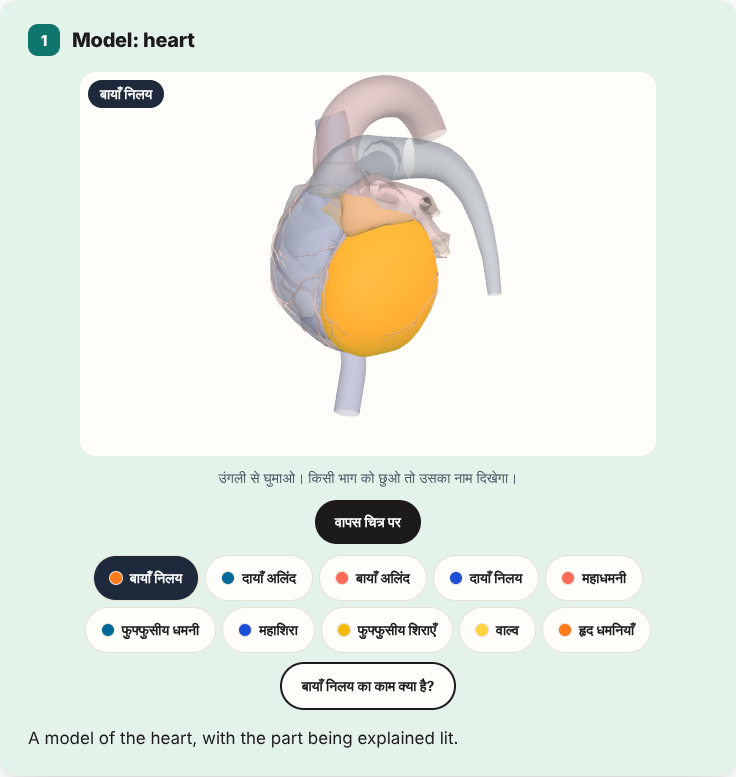 1 Model: heart
बायाँ निलय
उंगली से घुमाओ। किसी भाग को छुओ तो उसका नाम दिखेगा।
वापस चित्र पर
बायाँ निलय दायाँ अलिंद बायाँ अलिंद दायाँ निलय महाधमनी
फुफ्फुसीय धमनी महाशिरा फुफ्फुसीय शिराएँ वाल्व हृद धमनियाँ
बायाँ निलय का काम क्या है?
A model of the heart, with the part being explained lit.